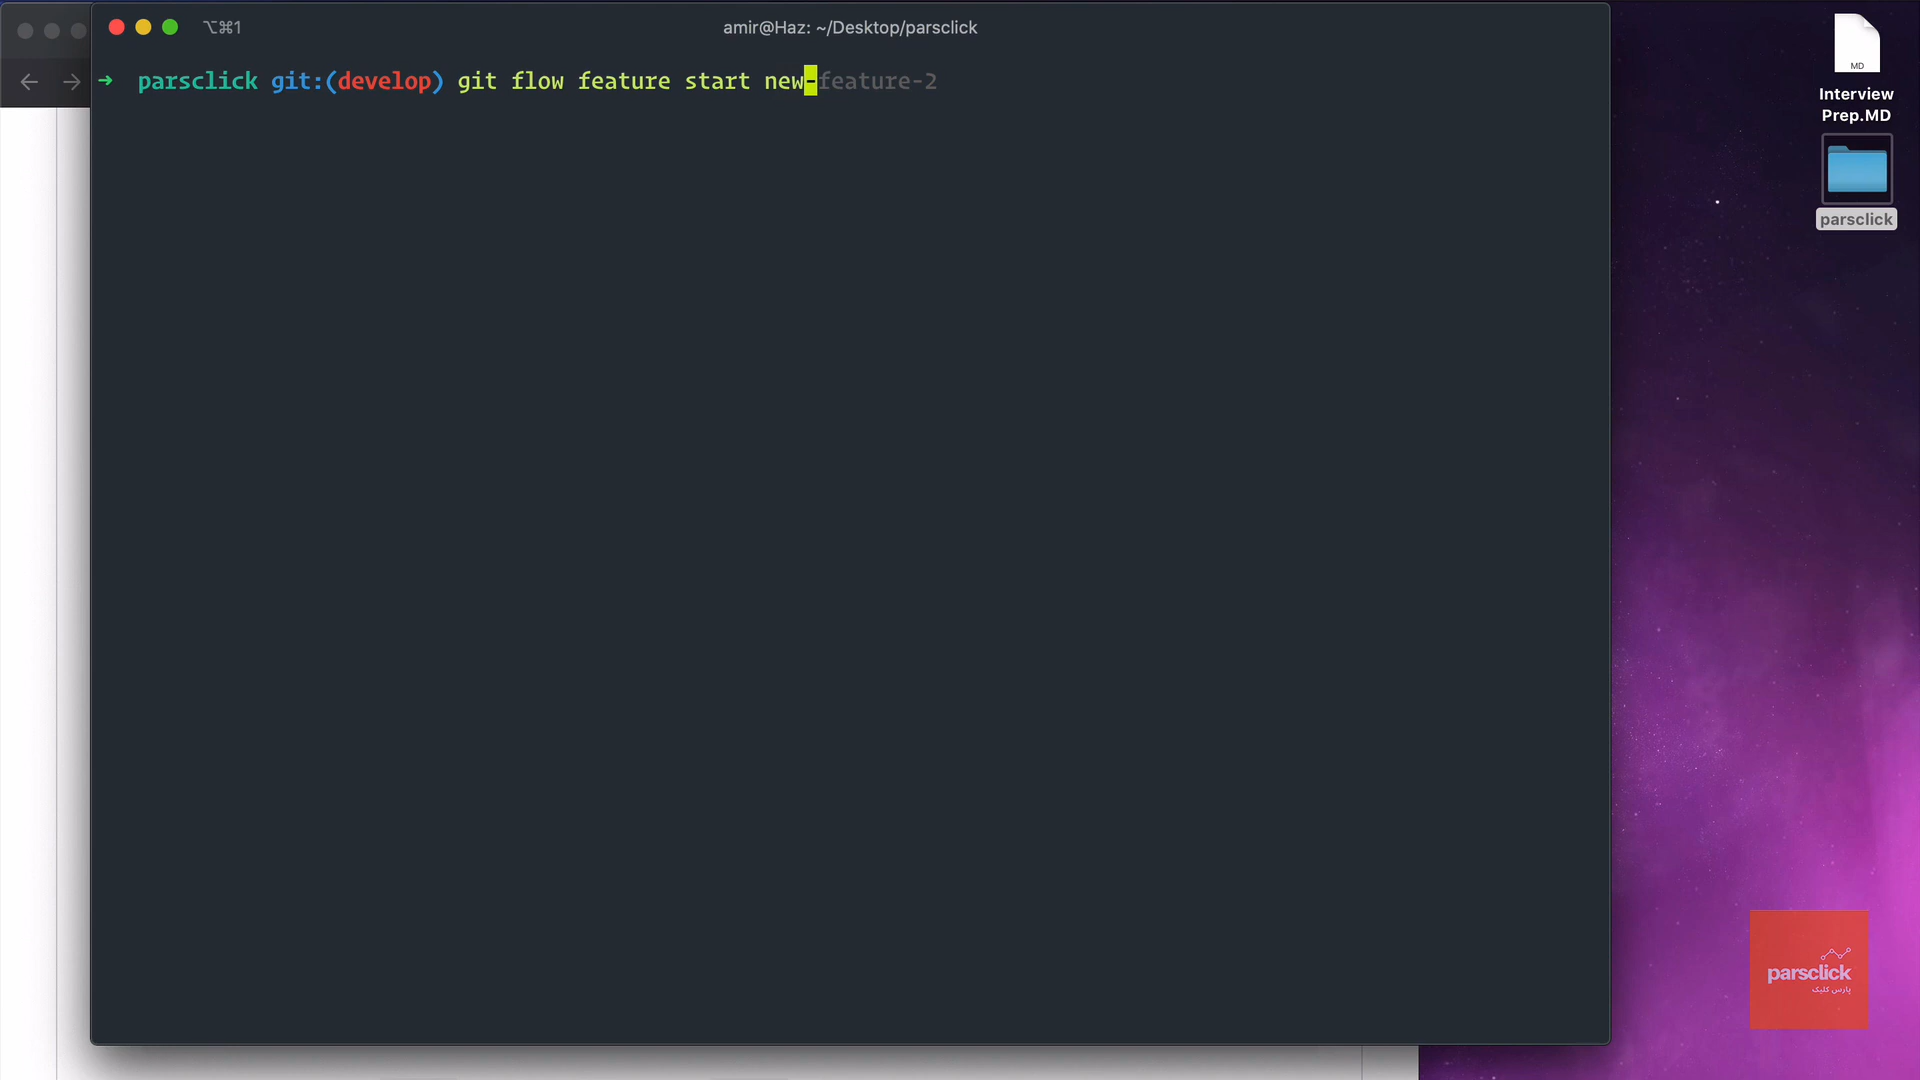 ⌥⌘1
amir@Haz: ~/Desktop/parsclick
➜ parsclick git:(develop) git flow feature start new-feature-2
MD
Interview
Prep.MD
parsclick
parsclick
پارس کلیک